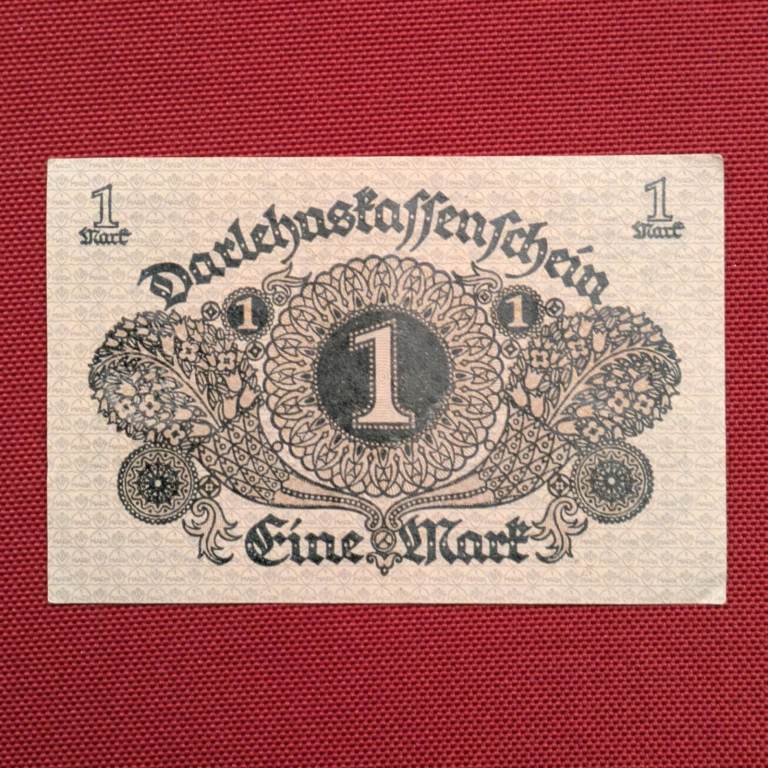 1 1
Mark Mark
Darlehnskaſſenſchein
1 1
1
Eine Mark